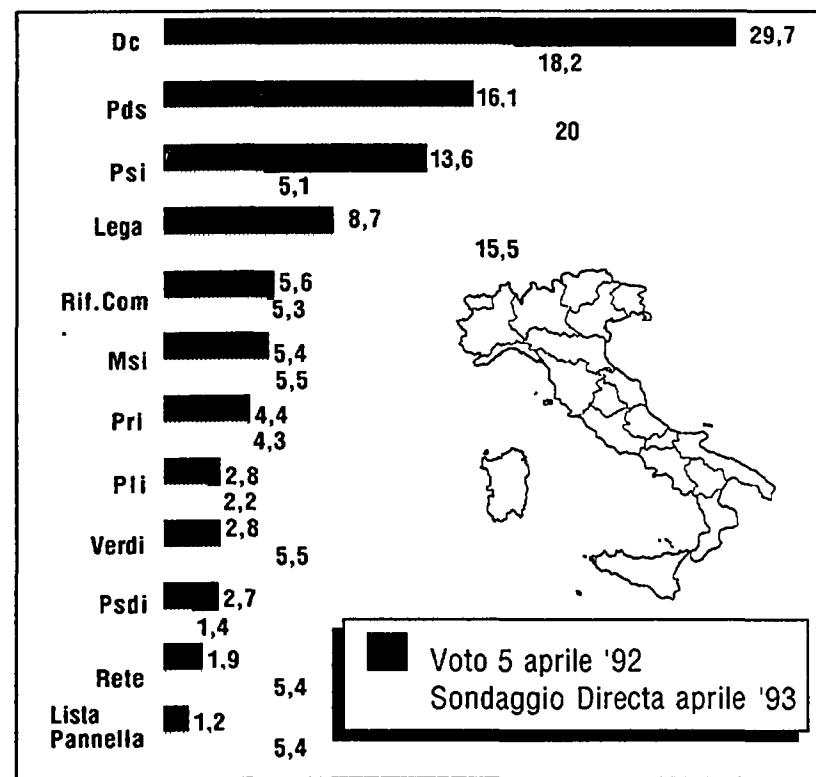 Dc 29,7
18,2
Pds 16,1
20
Psi 13,6
5,1
Lega 8,7
15,5
Rif.Com 5,6
5,3
Msi 5,4
5,5
Pri 4,4
4,3
Pli 2,8
2,2
Verdi 2,8
5,5
Psdi 2,7
1,4
Rete 1,9
5,4
Lista
Pannella 1,2
5,4
Voto 5 aprile '92
Sondaggio Directa aprile '93